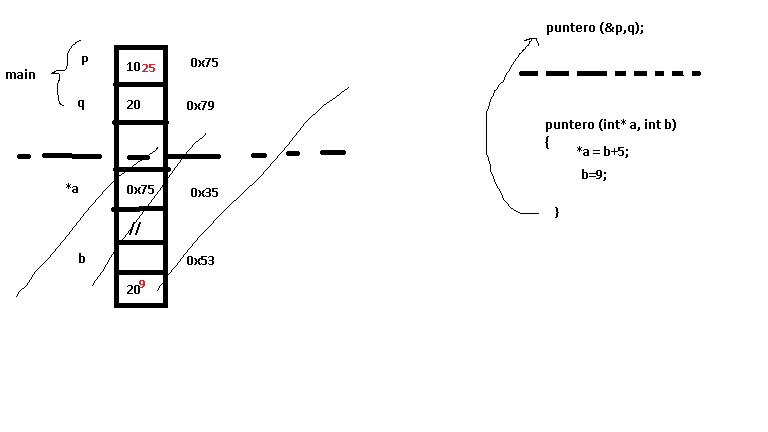 p
10 25
0x75
main
q
20
0x79
*a
0x75
0x35
//
b
0x53
20 9
puntero (&p,q);
puntero (int* a, int b)
{
*a = b+5;
b=9;
}